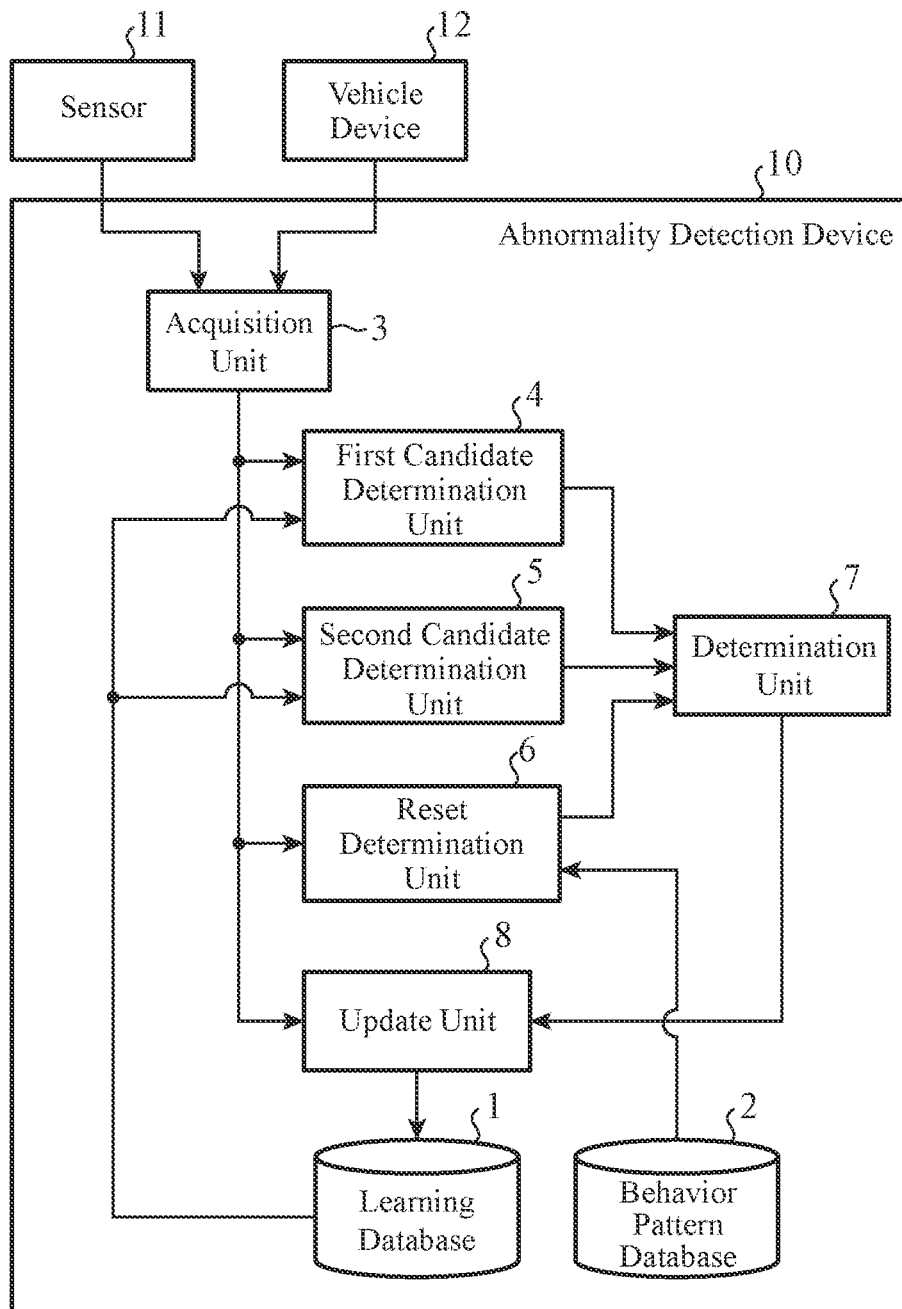 11
12
Sensor
Vehicle
Device
10
Abnormality Detection Device
Acquisition
Unit
3
4
First Candidate
Determination
Unit
5
Second Candidate
Determination
Unit
7
Determination
Unit
6
Reset
Determination
Unit
8
Update Unit
1
Learning
Database
2
Behavior
Pattern
Database